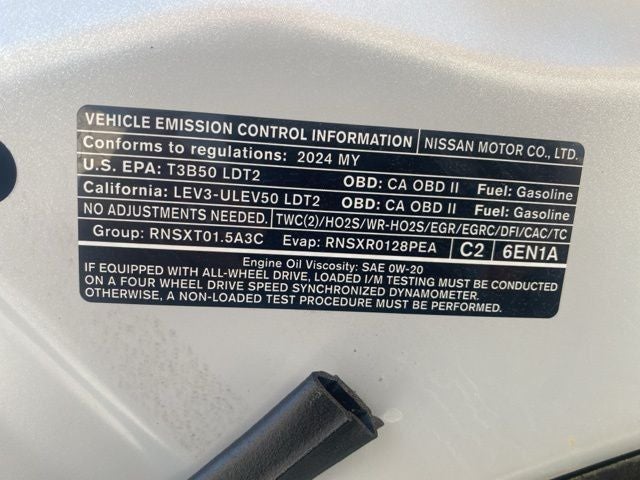 VEHICLE EMISSION CONTROL INFORMATION NISSAN MOTOR CO., LTD.
Conforms to regulations: 2024 MY
U.S. EPA: T3B50 LDT2 OBD: CA OBD II Fuel: Gasoline
California: LEV3-ULEV50 LDT2 OBD: CA OBD II Fuel: Gasoline
NO ADJUSTMENTS NEEDED. TWC(2)/HO2S/WR-HO2S/EGR/EGRC/DFI/CAC/TC
Group: RNSXT01.5A3C Evap: RNSXR0128PEA C2 6EN1A
Engine Oil Viscosity: SAE 0W-20
IF EQUIPPED WITH ALL-WHEEL DRIVE, LOADED I/M TESTING MUST BE CONDUCTED
ON A FOUR WHEEL DRIVE SPEED SYNCHRONIZED DYNAMOMETER.
OTHERWISE, A NON-LOADED TEST PROCEDURE MUST BE PERFORMED.